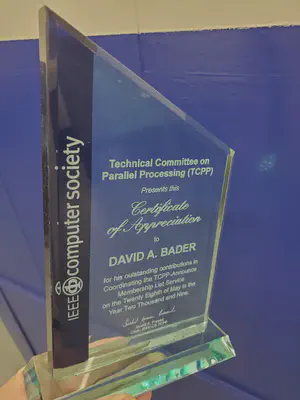 IEEE computer society
Technical Committee on
Parallel Processing (TCPP)
Presents this
Certificate
of Appreciation
to
DAVID A. BADER
for his outstanding contributions in
Coordinating the TCPP-Announce
Membership List Service
on the Twenty Eighth of May in the
Year Two Thousand and Nine.